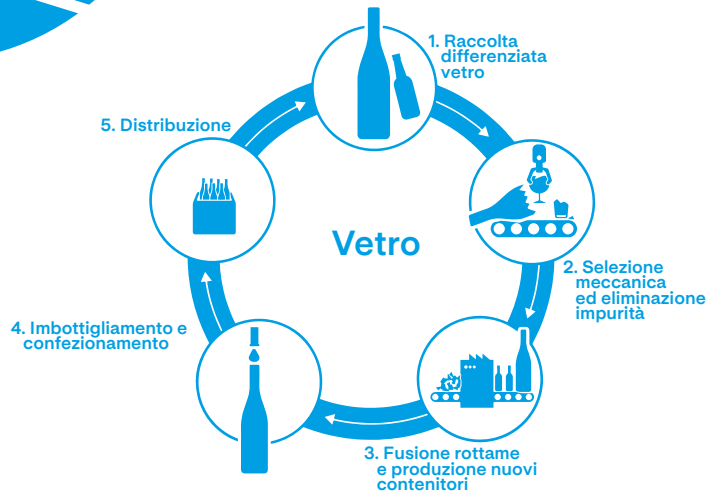 1. Raccolta
differenziata
vetro
5. Distribuzione
Vetro
2. Selezione
meccanica
ed eliminazione
impurità
4. Imbottigliamento e
confezionamento
3. Fusione rottame
e produzione nuovi
contenitori